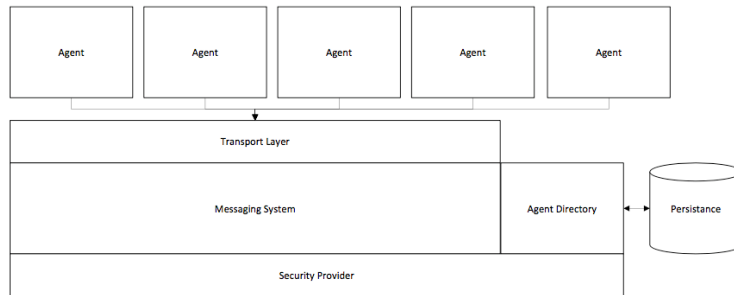 Agent
Agent
Agent
Agent
Agent
Transport Layer
Messaging System
Agent Directory
Persistance
Security Provider